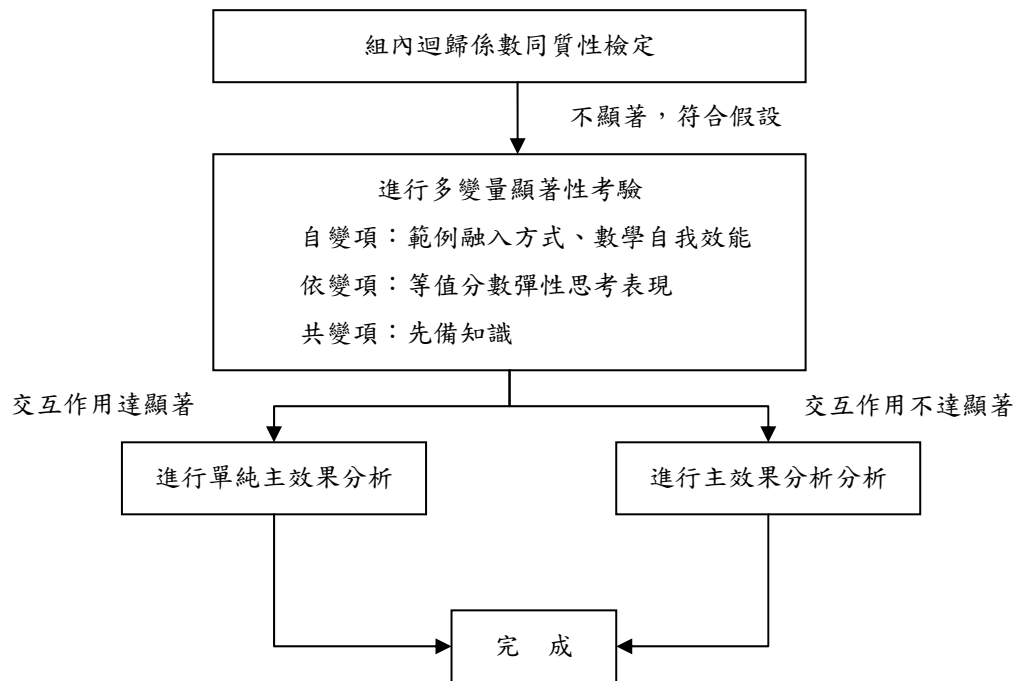 組內迴歸係數同質性檢定
不顯著，符合假設
進行多變量顯著性考驗
自變項：範例融入方式、數學自我效能
依變項：等值分數彈性思考表現
共變項：先備知識
交互作用達顯著
交互作用不達顯著
進行單純主效果分析
進行主效果分析分析
完　成